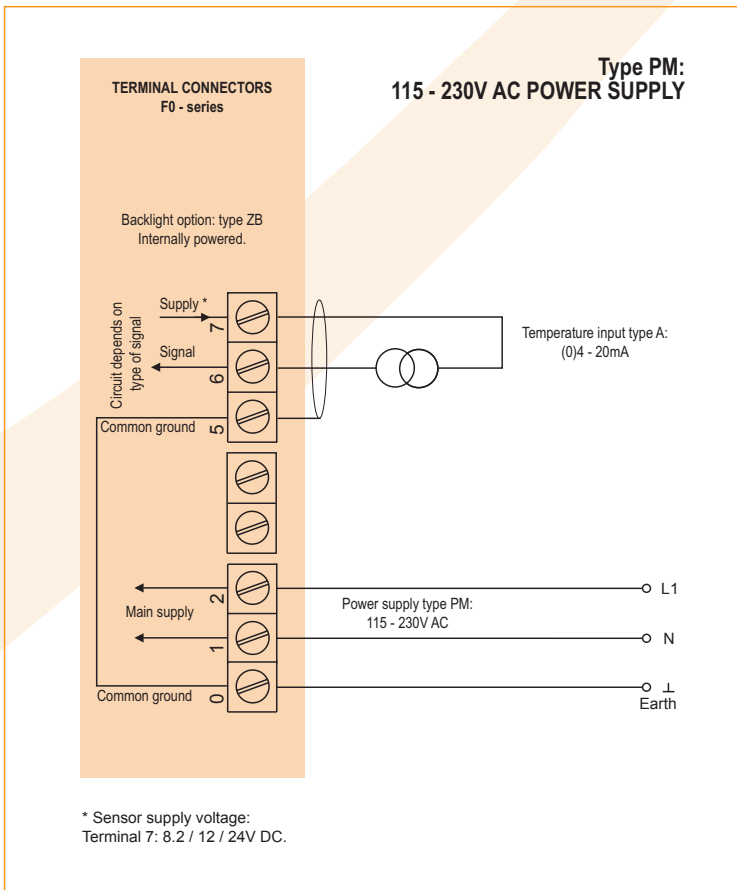 Type PM:
115 - 230V AC POWER SUPPLY
TERMINAL CONNECTORS
F0 - series
Backlight option: type ZB
Internally powered.
Circuit depends on
type of signal
Supply *
7
Signal
6
Common ground
5
Temperature input type A:
(0)4 - 20mA
2
Main supply
1
Common ground
0
Power supply type PM:
115 - 230V AC
L1
N
⊥
Earth
* Sensor supply voltage:
Terminal 7: 8.2 / 12 / 24V DC.